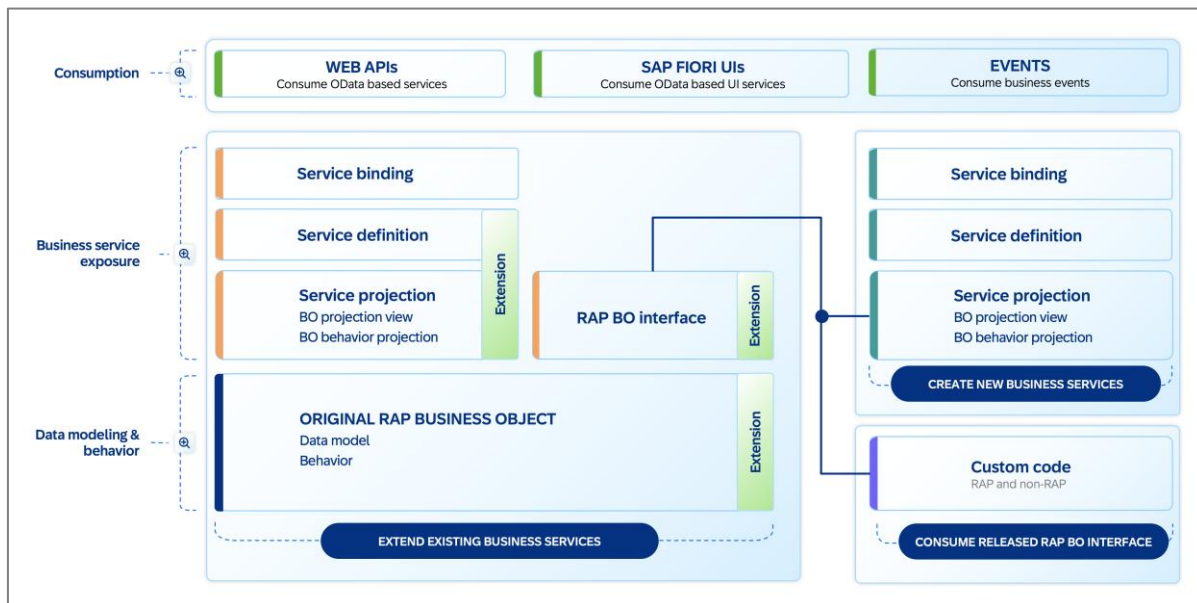 Consumption
WEB APIs
Consume OData based services
SAP FIORI UIs
Consume OData based UI services
EVENTS
Consume business events
Business service
exposure
Service binding
Service definition
Service projection
BO projection view
BO behavior projection
Extension
RAP BO interface
Extension
Data modeling &
behavior
ORIGINAL RAP BUSINESS OBJECT
Data model
Behavior
Extension
EXTEND EXISTING BUSINESS SERVICES
Service binding
Service definition
Service projection
BO projection view
BO behavior projection
CREATE NEW BUSINESS SERVICES
Custom code
RAP and non-RAP
CONSUME RELEASED RAP BO INTERFACE